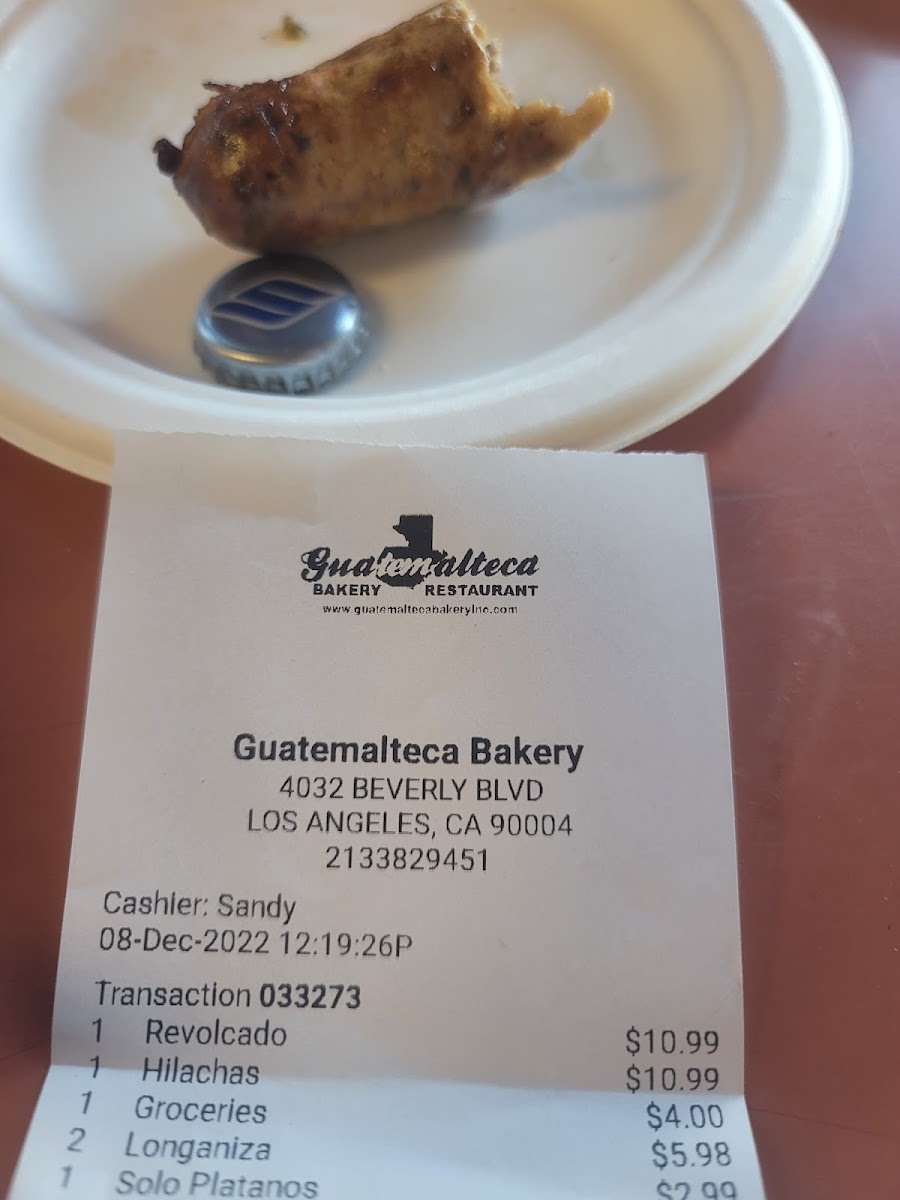 Guatemalteca
BAKERY RESTAURANT
www.guatemaltecabakeryinc.com
Guatemalteca Bakery
4032 BEVERLY BLVD
LOS ANGELES, CA 90004
2133829451
Cashier: Sandy
08-Dec-2022 12:19:26P
Transaction 033273
1 Revolcado $10.99
1 Hilachas $10.99
1 Groceries $4.00
2 Longaniza $5.98
1 Solo Platanos $2.99